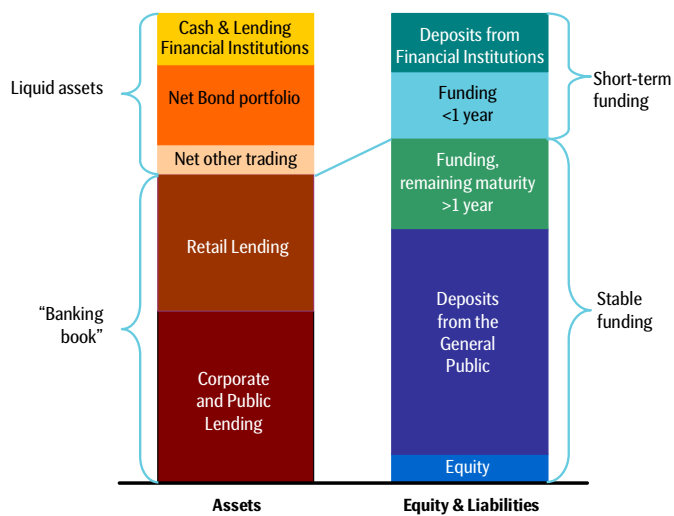 Cash & Lending
Financial Institutions
Liquid assets
Net Bond portfolio
Net other trading
Retail Lending
“Banking
book”
Corporate
and Public
Lending
Assets
Deposits from
Financial Institutions
Short-term
funding
Funding
<1 year
Funding,
remaining maturity
>1 year
Deposits
from the
General
Public
Stable
funding
Equity
Equity & Liabilities